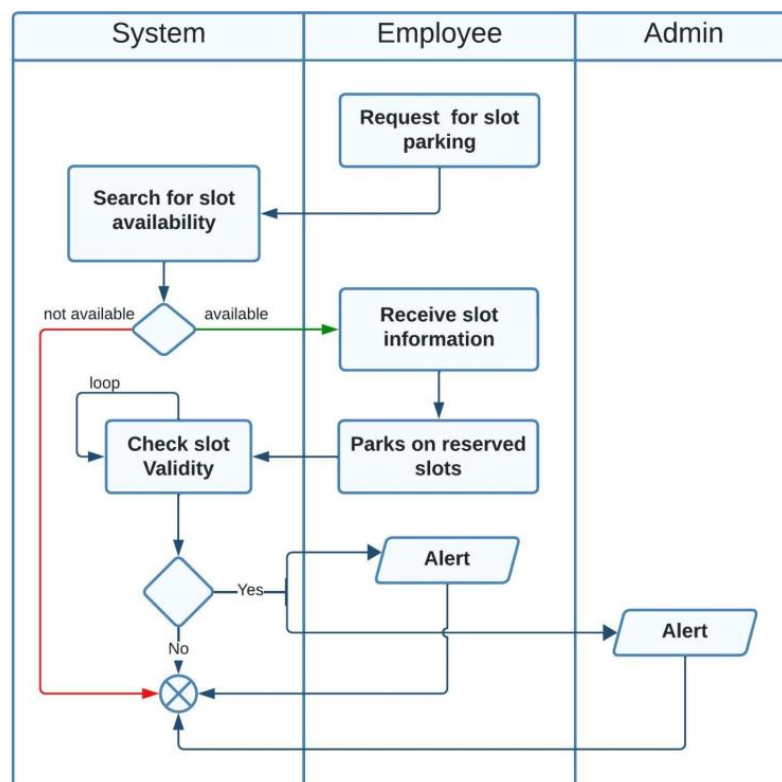 System
Employee
Admin
Request for slot
parking
Search for slot
availability
not available
available
Receive slot
information
loop
Check slot
Validity
Parks on reserved
slots
Alert
Yes
Alert
No